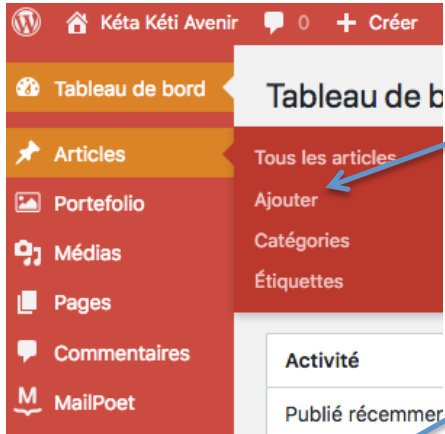 Kéta Kéti Avenir 0 + Créer
Tableau de bord
Tableau de b
Articles
Tous les articles
Portefolio
Ajouter
Médias
Catégories
Pages
Étiquettes
Commentaires
Activité
MailPoet
Publié récemmen